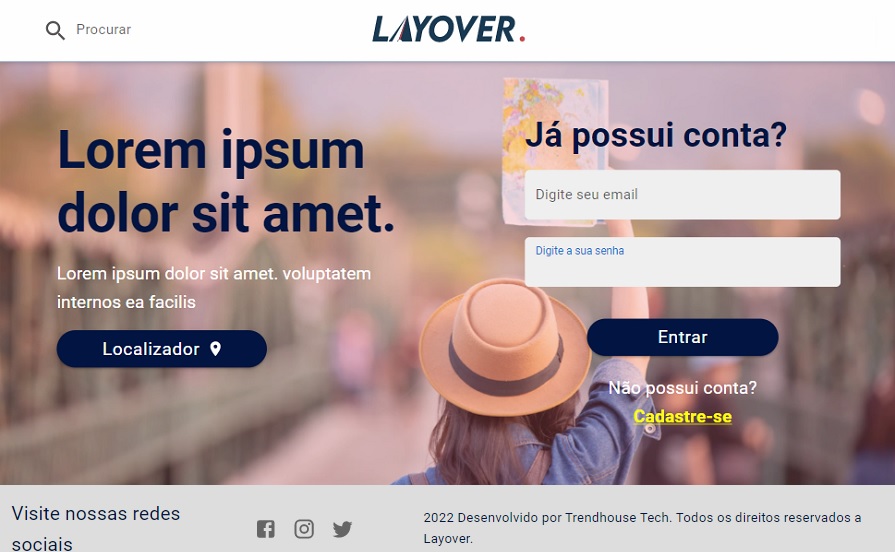 Procurar
LAYOVER.
Lorem ipsum
dolor sit amet.
Lorem ipsum dolor sit amet. voluptatem
internos ea facilis
Localizador
Já possui conta?
Digite seu email
Digite a sua senha
Entrar
Não possui conta?
Cadastre-se
Visite nossas redes
sociais
2022 Desenvolvido por Trendhouse Tech. Todos os direitos reservados a
Layover.